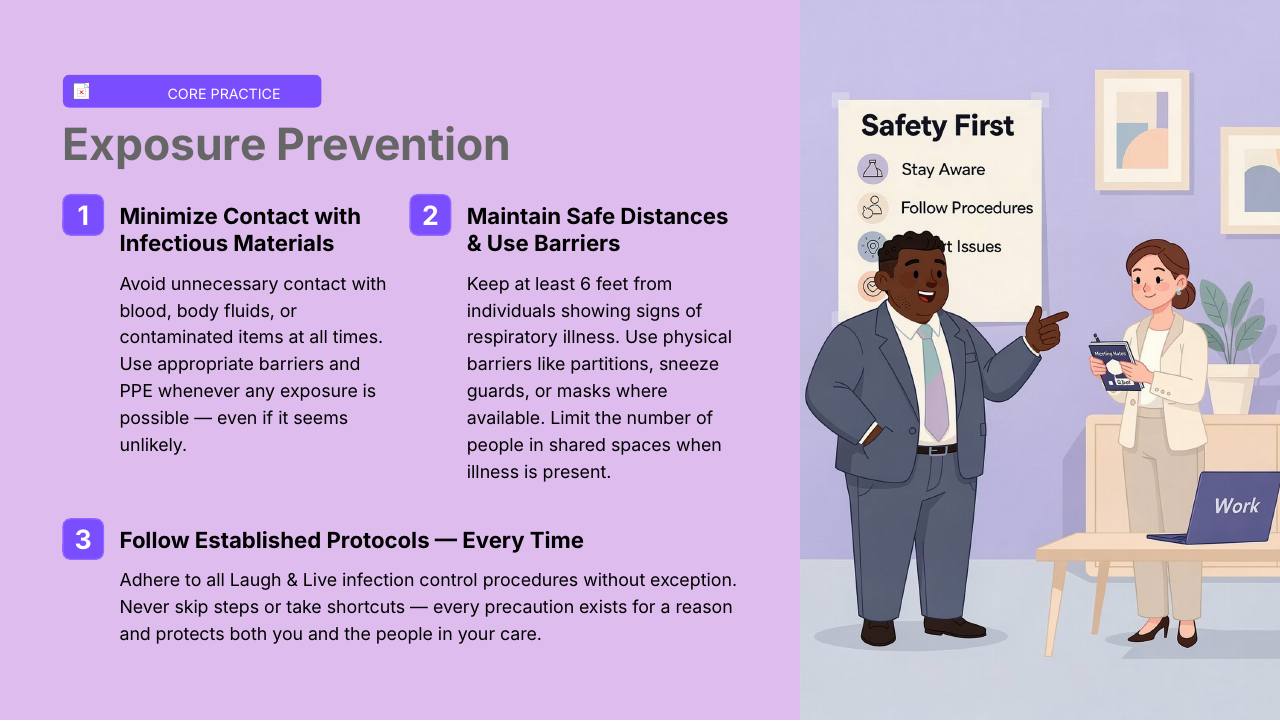 CORE PRACTICE
Exposure Prevention
1
Minimize Contact with
Infectious Materials
Avoid unnecessary contact with
blood, body fluids, or
contaminated items at all times.
Use appropriate barriers and
PPE whenever any exposure is
possible — even if it seems
unlikely.
2
Maintain Safe Distances
& Use Barriers
Keep at least 6 feet from
individuals showing signs of
respiratory illness. Use physical
barriers like partitions, sneeze
guards, or masks where
available. Limit the number of
people in shared spaces when
illness is present.
3
Follow Established Protocols — Every Time
Adhere to all Laugh & Live infection control procedures without exception.
Never skip steps or take shortcuts — every precaution exists for a reason
and protects both you and the people in your care.
Safety First
Stay Aware
Follow Procedures
rt Issues
Meeting Notes
Work